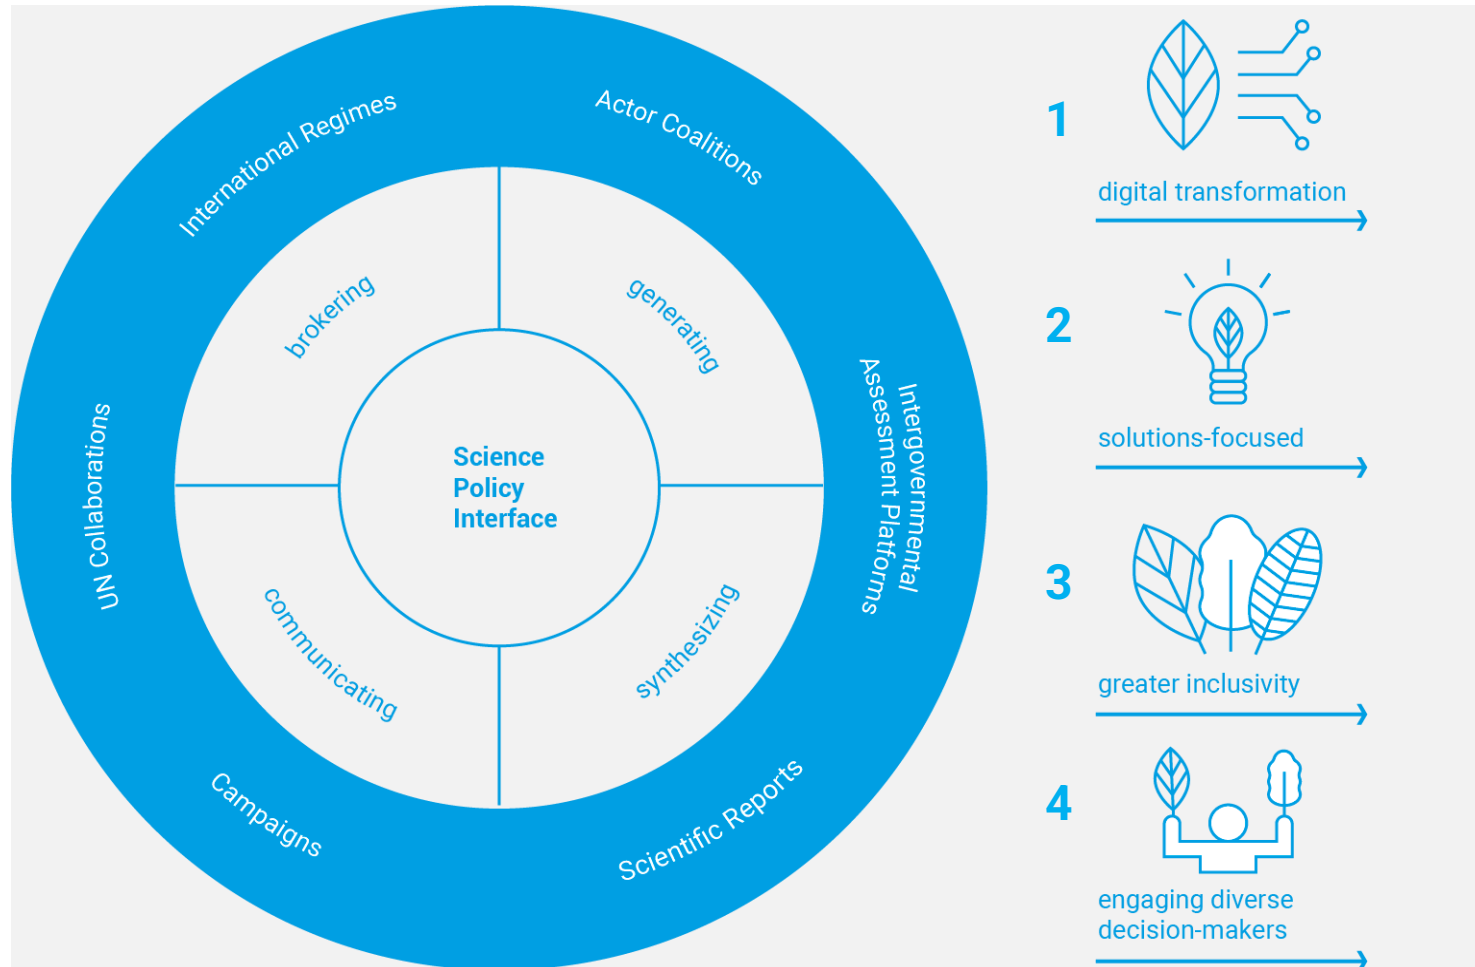 International Regimes
Actor Coalitions
Intergovernmental
Assessment Platforms
Scientific Reports
Campaigns
UN Collaborations
brokering
generating
synthesizing
communicating
Science
Policy
Interface
1
digital transformation
2
solutions-focused
3
greater inclusivity
4
engaging diverse
decision-makers